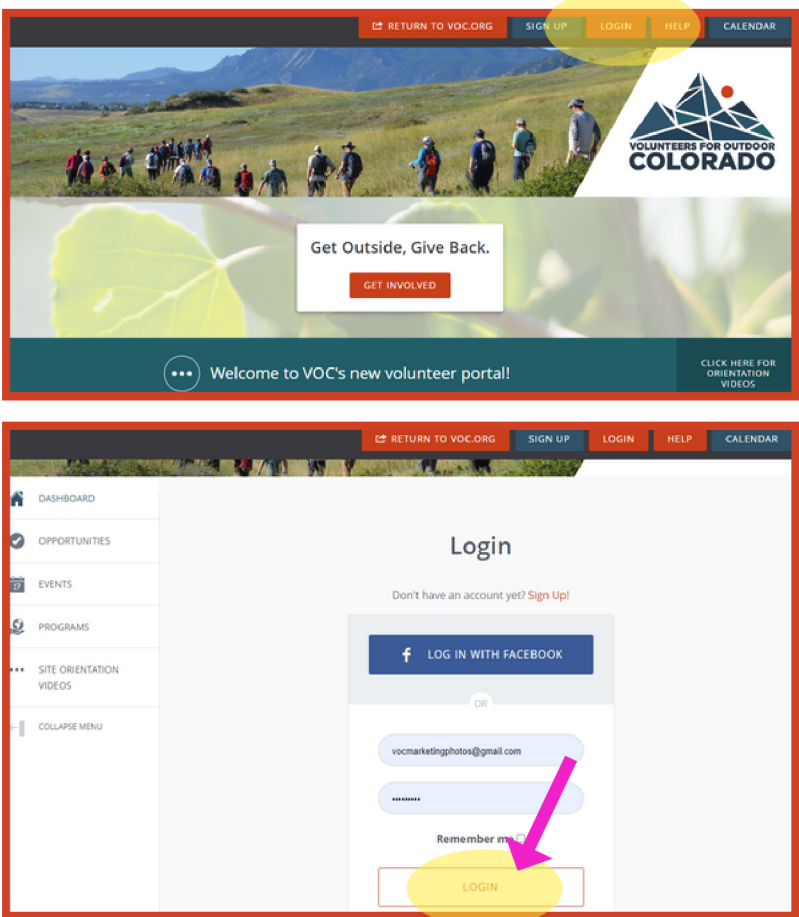 RETURN TO VOC.ORG SIGN UP LOGIN HELP CALENDAR
VOLUNTEERS FOR OUTDOOR
COLORADO
Get Outside, Give Back.
GET INVOLVED
Welcome to VOC's new volunteer portal!
CLICK HERE FOR
ORIENTATION
VIDEOS
RETURN TO VOC.ORG SIGN UP LOGIN HELP CALENDAR
DASHBOARD
OPPORTUNITIES
EVENTS
PROGRAMS
SITE ORIENTATION
VIDEOS
COLLAPSE MENU
Login
Don't have an account yet? Sign Up!
f LOG IN WITH FACEBOOK
OR
vocmarketingphotos@gmail.com
•••••••••
Remember me
LOGIN